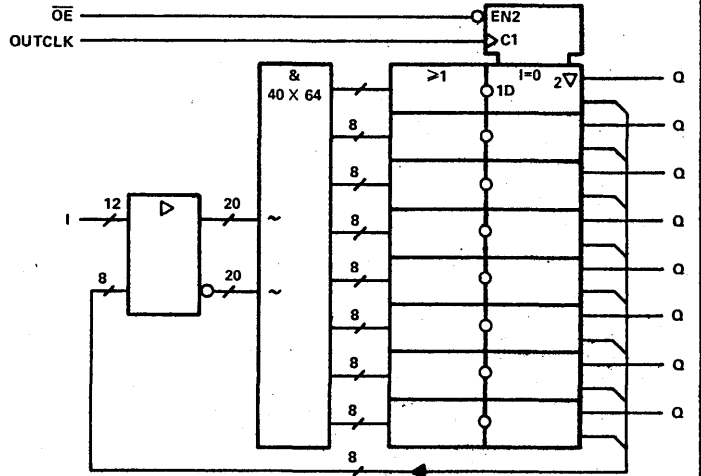 OE EN2
OUTCLK C1
& ≥1 I=0 2▽ Q
40 X 64 1D
8 Q
8 Q
I 12 20 ~ 8 Q
8 20 ~ 8 Q
8 Q
8 Q
8 Q
8